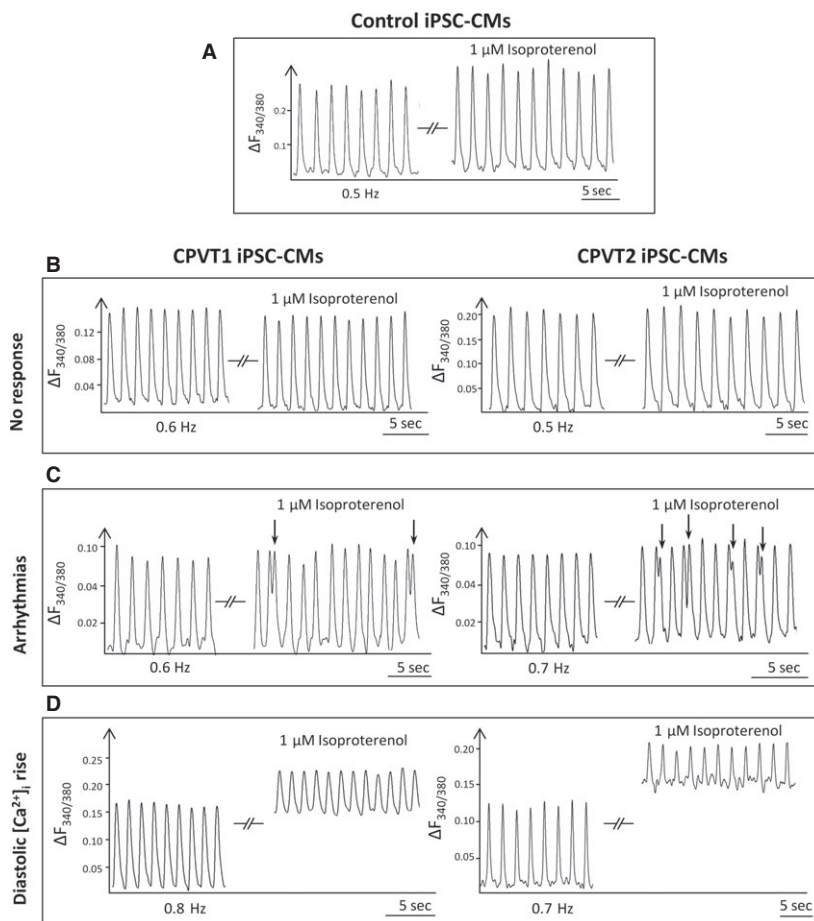 Control iPSC-CMs
A
1 µM Isoproterenol
ΔF340/380
0.2
0.1
0.5 Hz
5 sec
CPVT1 iPSC-CMs
CPVT2 iPSC-CMs
B
No response
1 µM Isoproterenol
ΔF340/380
0.12
0.08
0.04
0.6 Hz
5 sec
1 µM Isoproterenol
ΔF340/380
0.20
0.15
0.10
0.05
0.5 Hz
5 sec
C
Arrhythmias
1 µM Isoproterenol
ΔF340/380
0.10
0.04
0.02
0.6 Hz
5 sec
1 µM Isoproterenol
ΔF340/380
0.10
0.04
0.02
0.7 Hz
5 sec
D
Diastolic [Ca²⁺]i rise
1 µM Isoproterenol
ΔF340/380
0.25
0.20
0.15
0.10
0.05
0.8 Hz
5 sec
1 µM Isoproterenol
ΔF340/380
0.20
0.15
0.10
0.05
0.7 Hz
5 sec